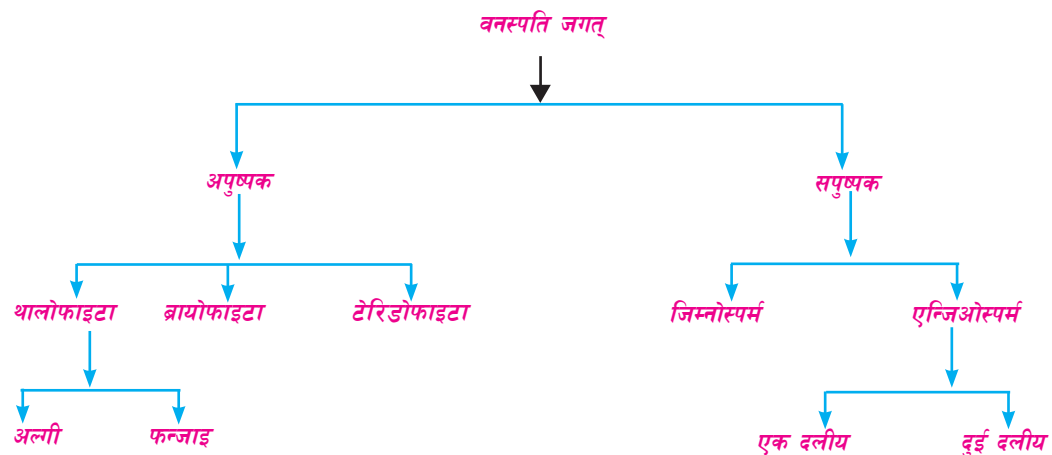 वनस्पति जगत्
अपुष्पक
सपुष्पक
थालोफाइटा ब्रायोफाइटा टेरिडोफाइटा जिम्नोस्पर्म एन्जिओस्पर्म
अल्गी फन्जाइ एक दलीय दुई दलीय